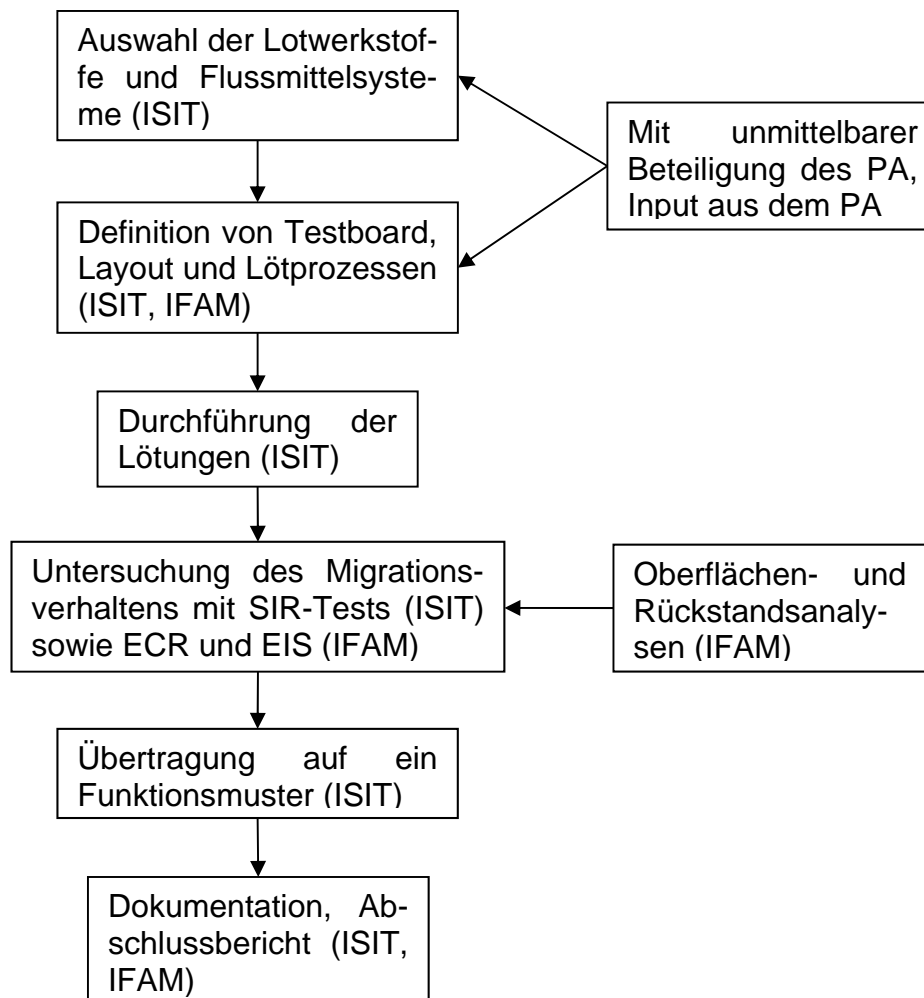 Auswahl der Lotwerkstof-
fe und Flussmittelsyste-
me (ISIT)
Mit unmittelbarer
Beteiligung des PA,
Input aus dem PA
Definition von Testboard,
Layout und Lötprozessen
(ISIT, IFAM)
Durchführung der
Lötungen (ISIT)
Untersuchung des Migrations-
verhaltens mit SIR-Tests (ISIT)
sowie ECR und EIS (IFAM)
Oberflächen- und
Rückstandsanaly-
sen (IFAM)
Übertragung auf ein
Funktionsmuster (ISIT)
Dokumentation, Ab-
schlussbericht (ISIT,
IFAM)